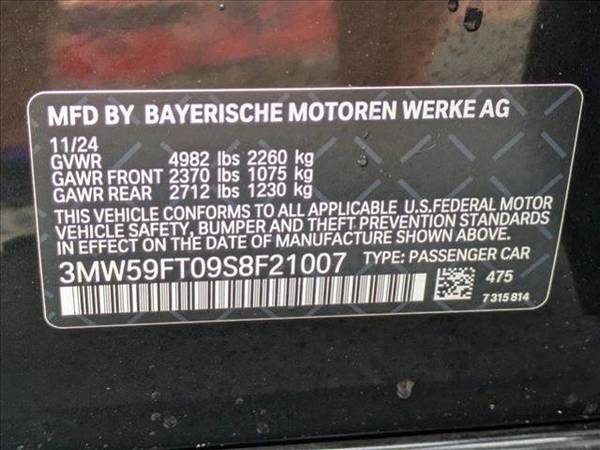 MFD BY BAYERISCHE MOTOREN WERKE AG
11/24
GVWR 4982 lbs 2260 kg
GAWR FRONT 2370 lbs 1075 kg
GAWR REAR 2712 lbs 1230 kg
THIS VEHICLE CONFORMS TO ALL APPLICABLE U.S.FEDERAL MOTOR
VEHICLE SAFETY, BUMPER AND THEFT PREVENTION STANDARDS
IN EFFECT ON THE DATE OF MANUFACTURE SHOWN ABOVE.
3MW59FT09S8F21007 TYPE: PASSENGER CAR
475
7 315 814